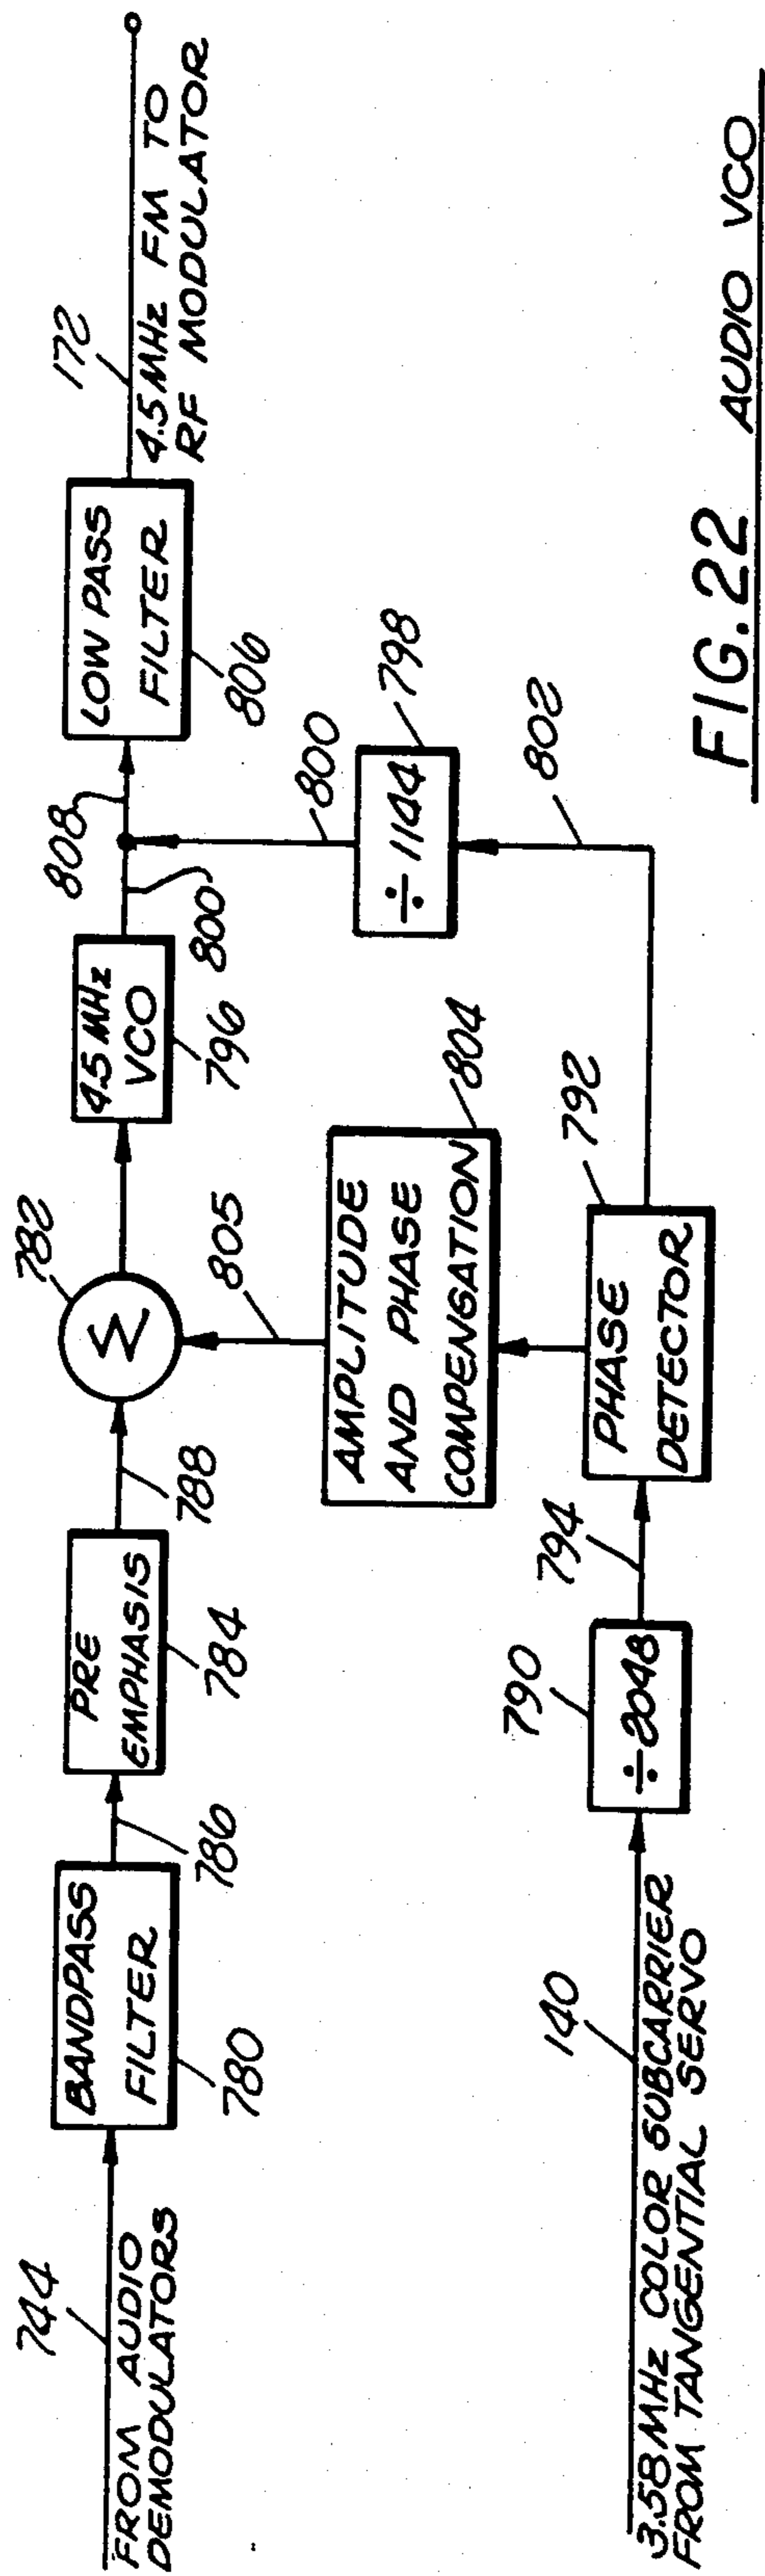 744
FROM AUDIO
DEMODULATORS
BANDPASS
FILTER
780
786
PRE
EMPHASIS
784
788
782
Σ
805
4.5 MHz
VCO
796
800
808
LOW PASS
FILTER
806
172
4.5 MHz FM TO
RF MODULATOR
AMPLITUDE
AND PHASE
COMPENSATION
804
800
÷1144
798
802
140
3.58 MHz COLOR SUBCARRIER
FROM TANGENTIAL SERVO
790
÷2048
794
PHASE
DETECTOR
792
FIG. 22 AUDIO VCO